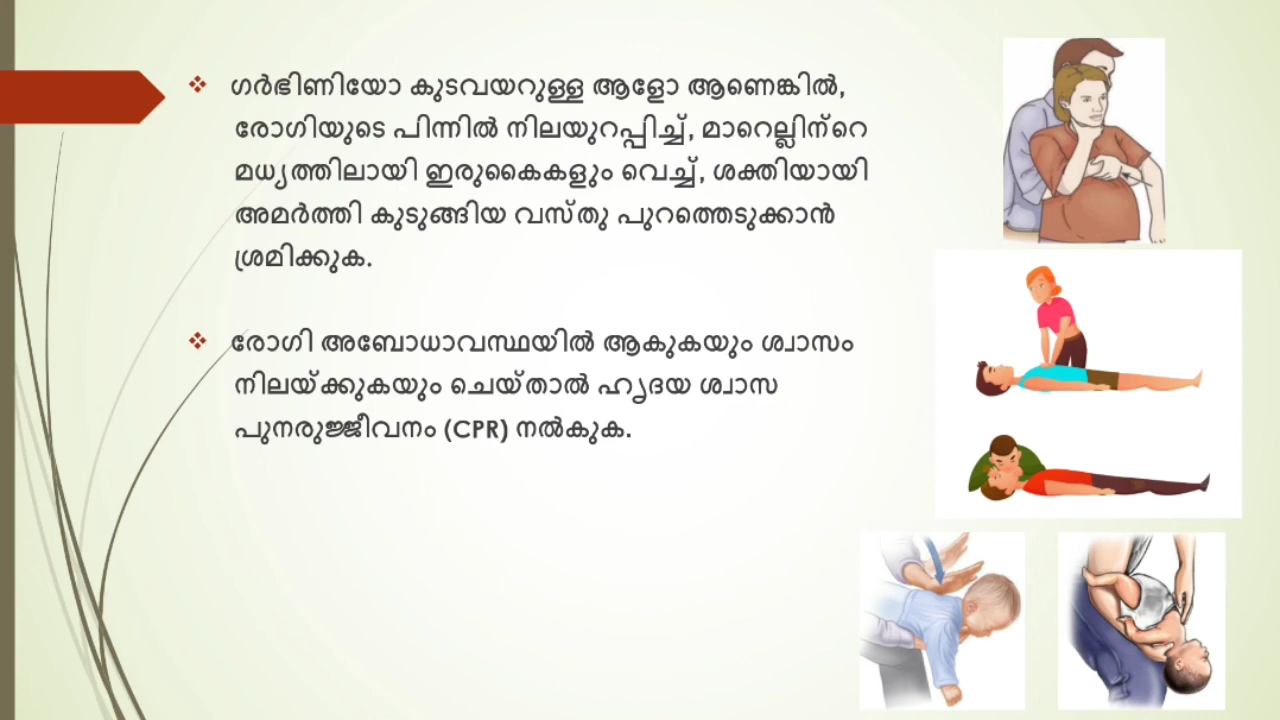 ഗർഭിണിയോ കുടവയറുള്ള ആളോ ആണെങ്കിൽ,
രോഗിയുടെ പിന്നിൽ നിലയുറപ്പിച്ച്, മാറെല്ലിന്റെ
മധ്യത്തിലായി ഇരുകൈകളും വെച്ച്, ശക്തിയായി
അമർത്തി കുടുങ്ങിയ വസ്തു പുറത്തെടുക്കാൻ
ശ്രമിക്കുക.
രോഗി അബോധാവസ്ഥയിൽ ആകുകയും ശ്വാസം
നിലയ്ക്കുകയും ചെയ്താൽ ഹൃദയ ശ്വാസ
പുനരുജ്ജീവനം (CPR) നൽകുക.